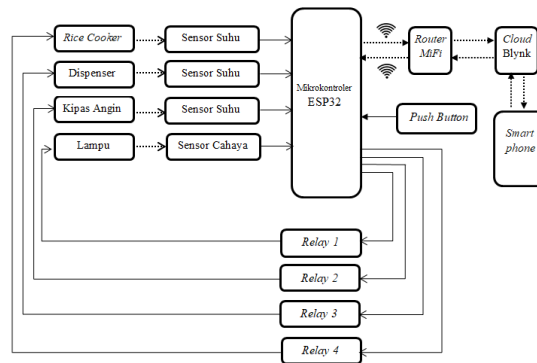 Rice Cooker
Sensor Suhu
Dispenser
Sensor Suhu
Kipas Angin
Sensor Suhu
Lampu
Sensor Cahaya
Mikrokontroler
ESP32
Router
MiFi
Cloud
Blynk
Push Button
Smart
phone
Relay 1
Relay 2
Relay 3
Relay 4